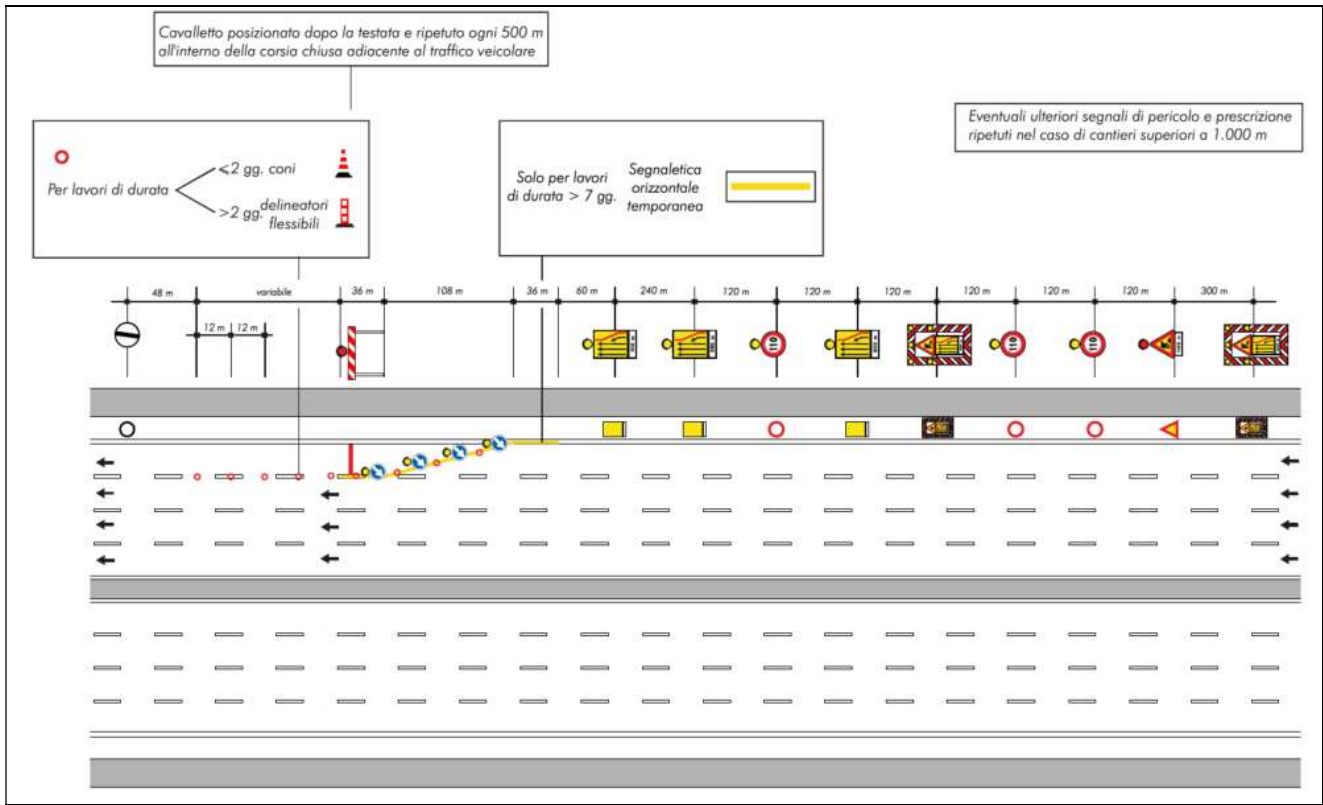 Cavalletto posizionato dopo la testata e ripetuto ogni 500 m
all'interno della corsia chiusa adiacente al traffico veicolare
Eventuali ulteriori segnali di pericolo e prescrizione
ripetuti nel caso di cantieri superiori a 1.000 m
Per lavori di durata
⩽2 gg. coni
>2 gg. delineatori
flessibili
Solo per lavori
di durata > 7 gg.
Segnaletica
orizzontale
temporanea
48 m
variabile
36 m
108 m
36 m
60 m
240 m
120 m
120 m
120 m
120 m
120 m
120 m
300 m
12 m
12 m
110
110
110